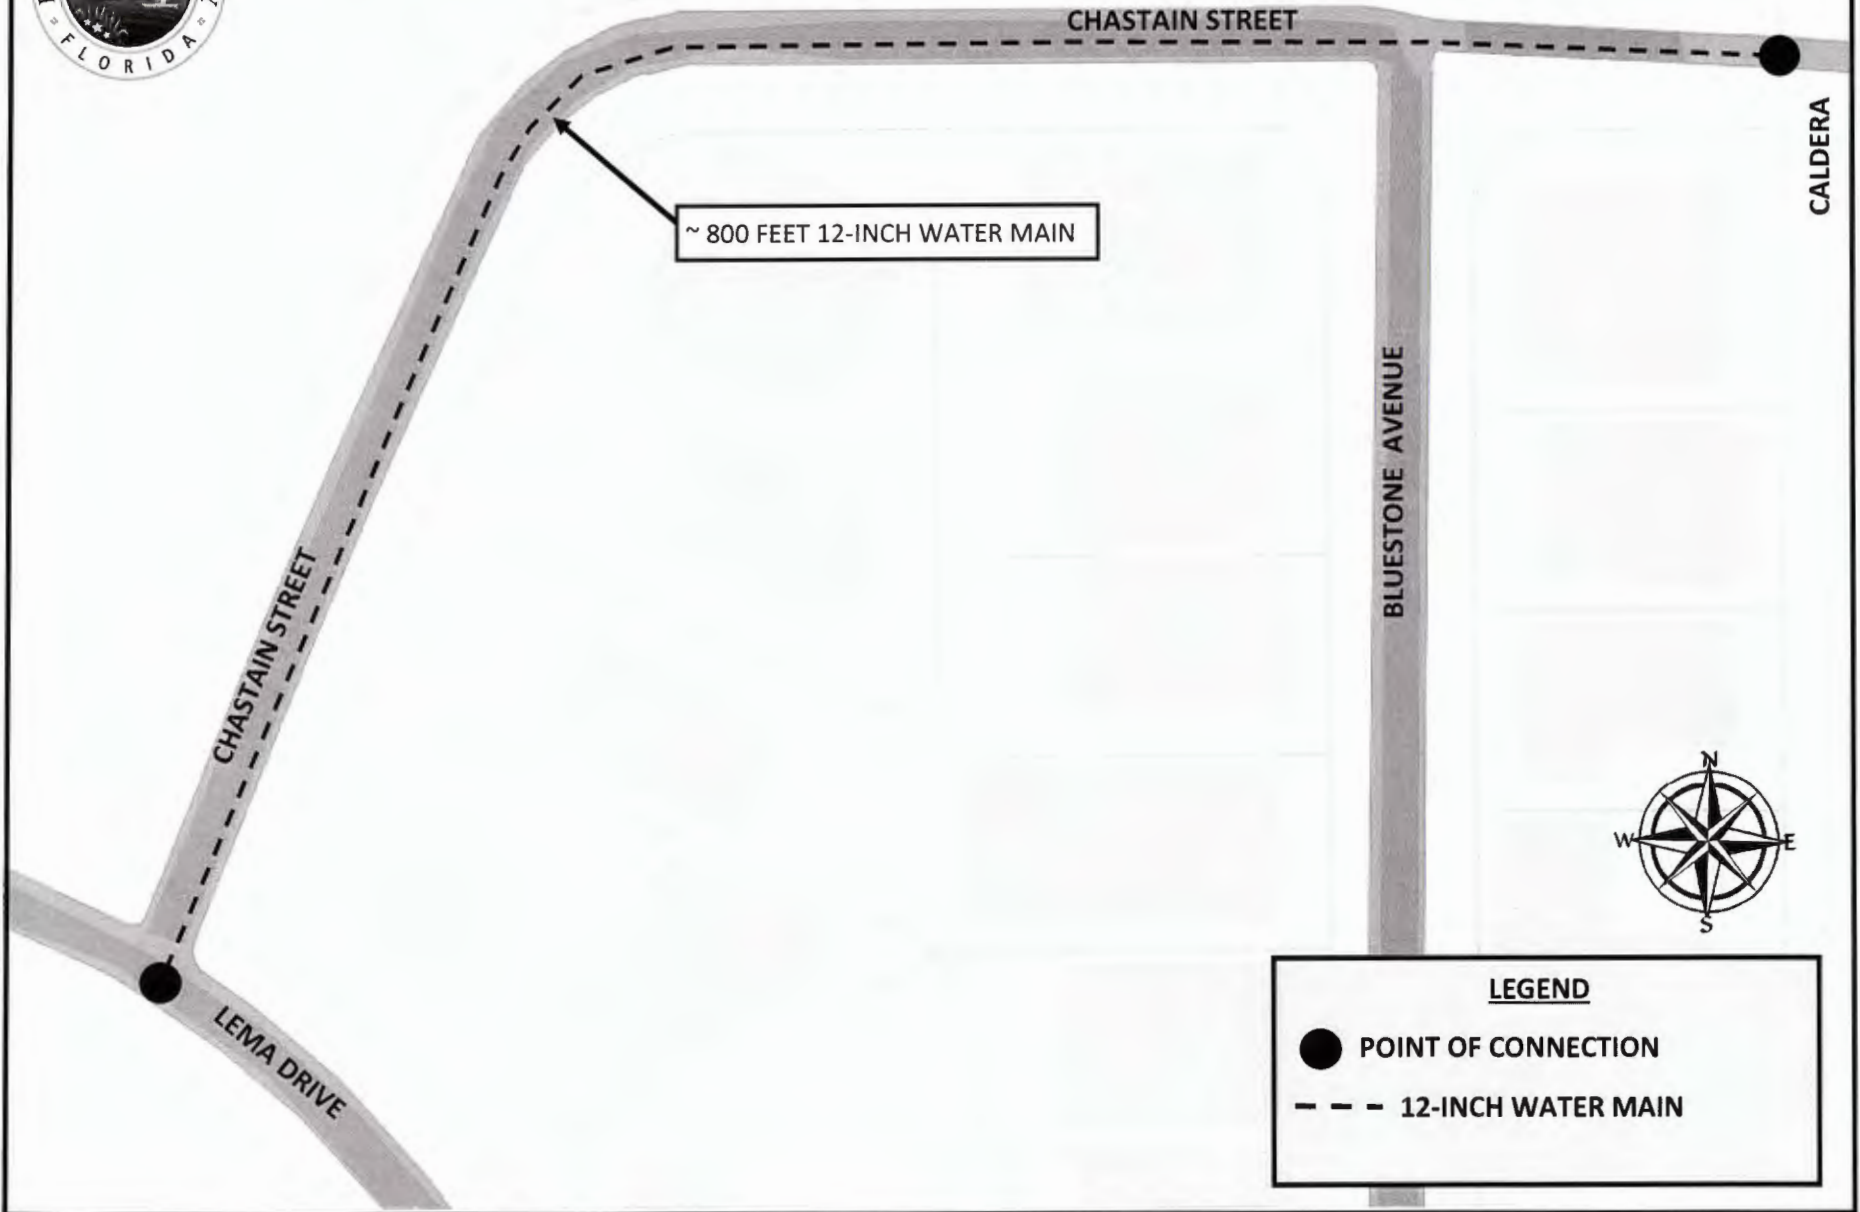 FLORIDA
CHASTAIN STREET
CALDERA
~ 800 FEET 12-INCH WATER MAIN
BLUESTONE AVENUE
CHASTAIN STREET
N
W
E
S
LEMA DRIVE
LEGEND
POINT OF CONNECTION
12-INCH WATER MAIN